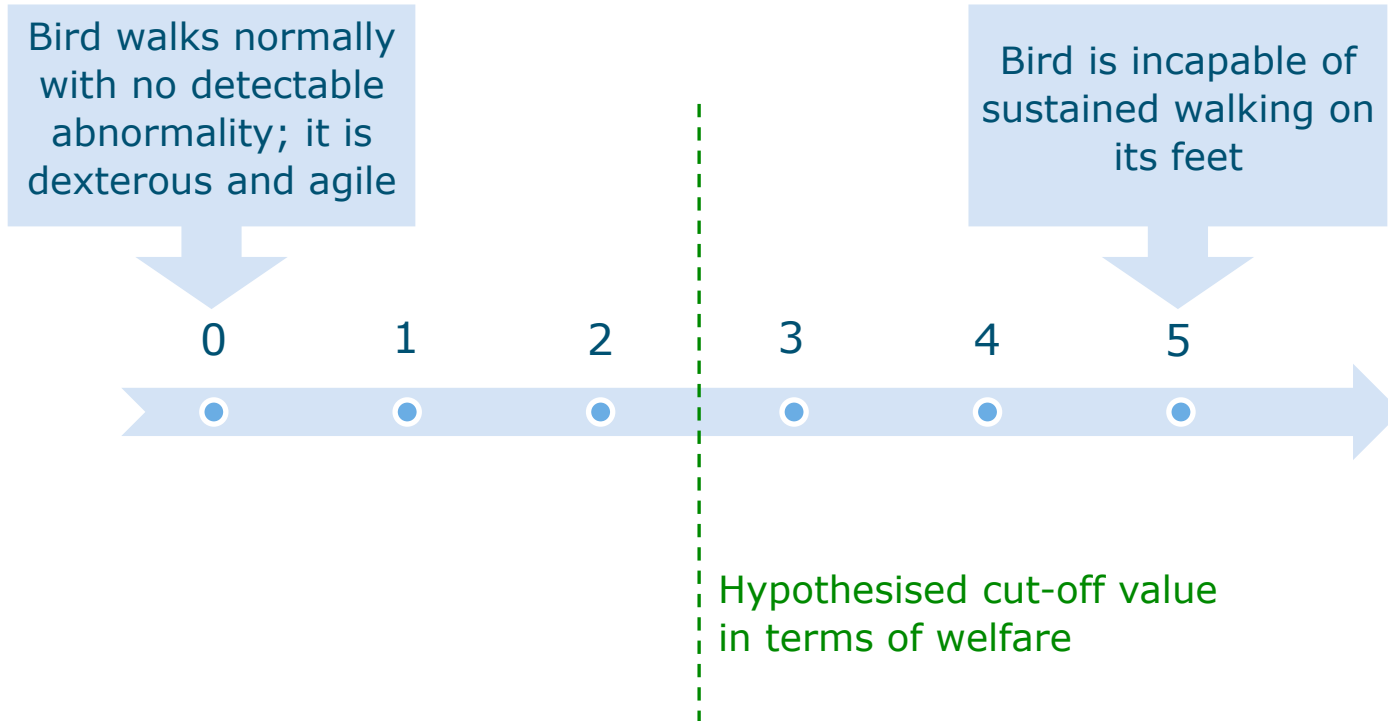 Bird walks normally
with no detectable
abnormality; it is
dexterous and agile
Bird is incapable of
sustained walking on
its feet
0 1 2 3 4 5
Hypothesised cut-off value
in terms of welfare